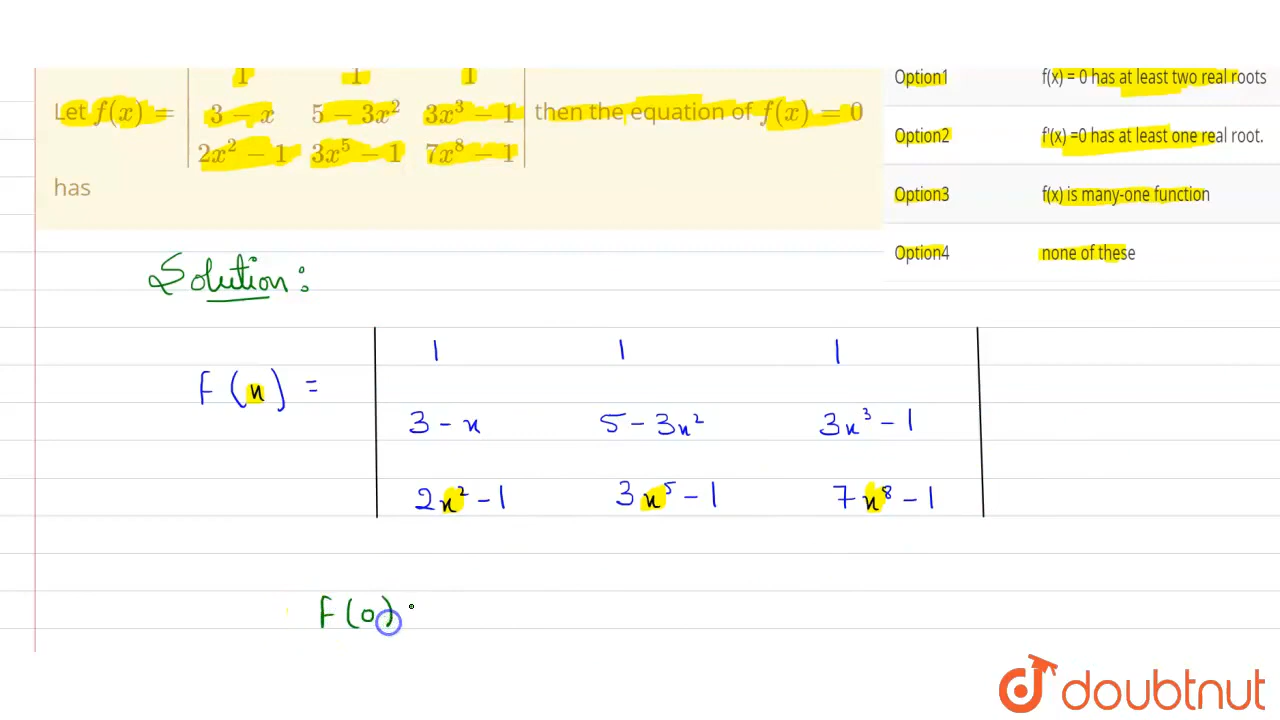 1 1 1
Let f(x) = 3 − x 5 − 3x² 3x³ − 1 then the equation of f(x) = 0
2x² − 1 3x⁵ − 1 7x⁸ − 1
has
Option1 f(x) = 0 has at least two real roots
Option2 f'(x) =0 has at least one real root.
Option3 f(x) is many-one function
Option4 none of these
Solution:
1 1 1
F(x) =
3 - x 5 - 3x² 3x³ - 1
2x² - 1 3x⁵ - 1 7x⁸ - 1
F(0)
doubtnut